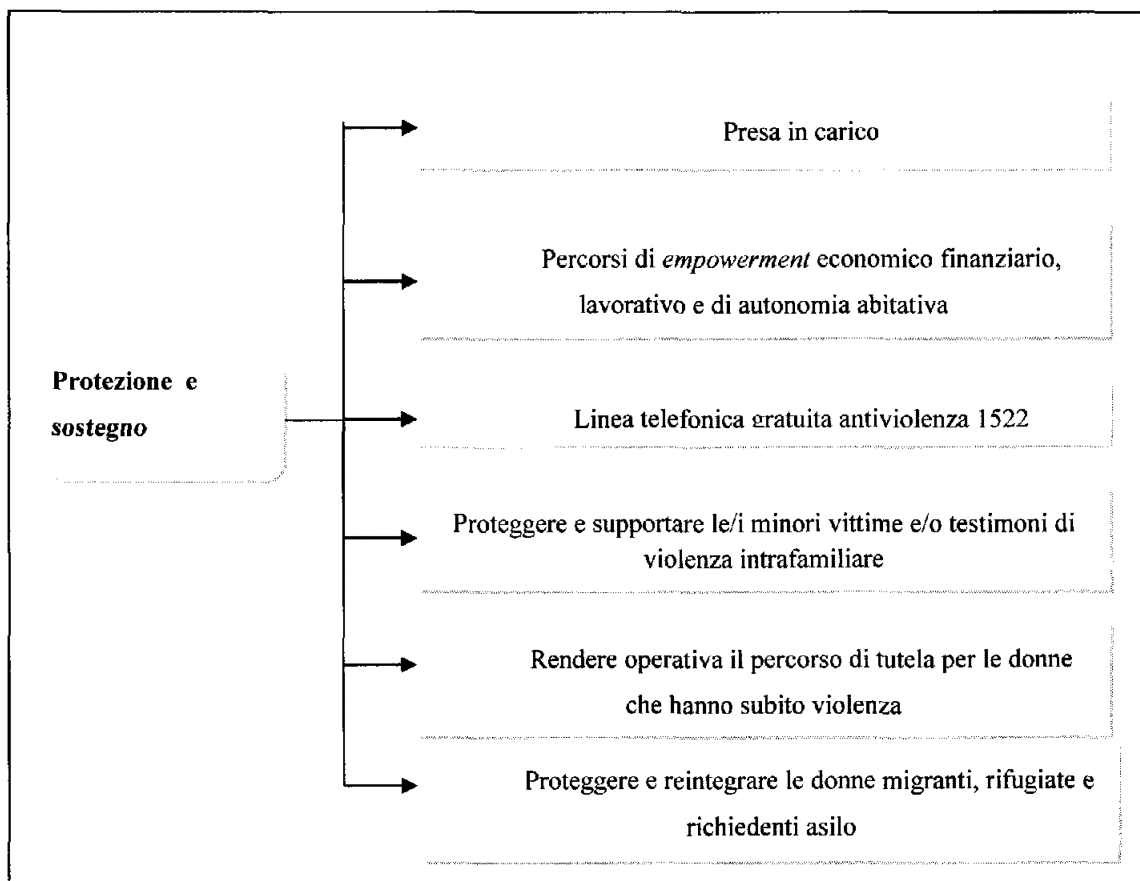 Presa in carico
Percorsi di empowerment economico finanziario,
lavorativo e di autonomia abitativa
Protezione e
sostegno
Linea telefonica gratuita antiviolenza 1522
Proteggere e supportare le/i minori vittime e/o testimoni di
violenza intrafamiliare
Rendere operativa il percorso di tutela per le donne
che hanno subito violenza
Proteggere e reintegrare le donne migranti, rifugiate e
richiedenti asilo